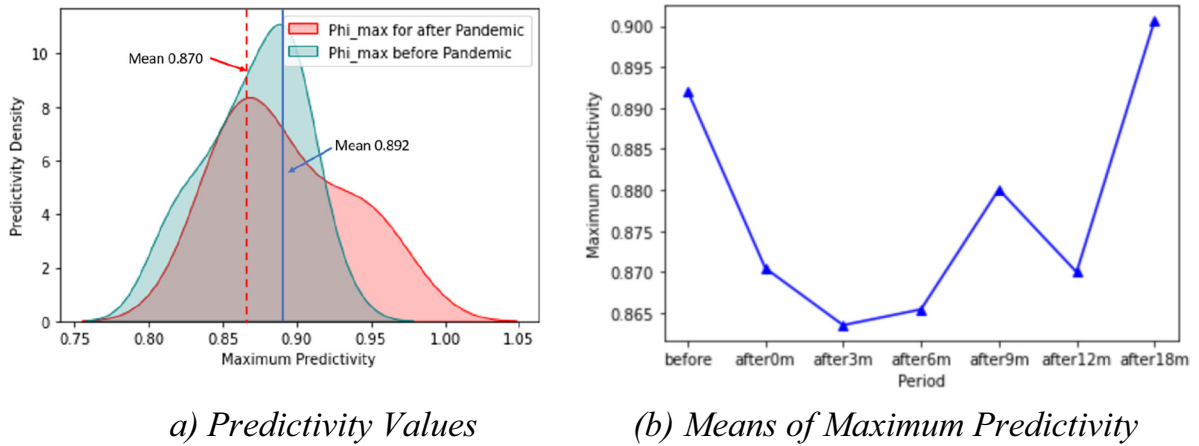 Phi_max for after Pandemic
Phi_max before Pandemic
Mean 0.870
Mean 0.892
Predictivity Density
10
8
6
4
2
0
0.75 0.80 0.85 0.90 0.95 1.00 1.05
Maximum Predictivity
a) Predictivity Values
Maximum predictivity
0.900
0.895
0.890
0.885
0.880
0.875
0.870
0.865
before after0m after3m after6m after9m after12m after18m
Period
(b) Means of Maximum Predictivity